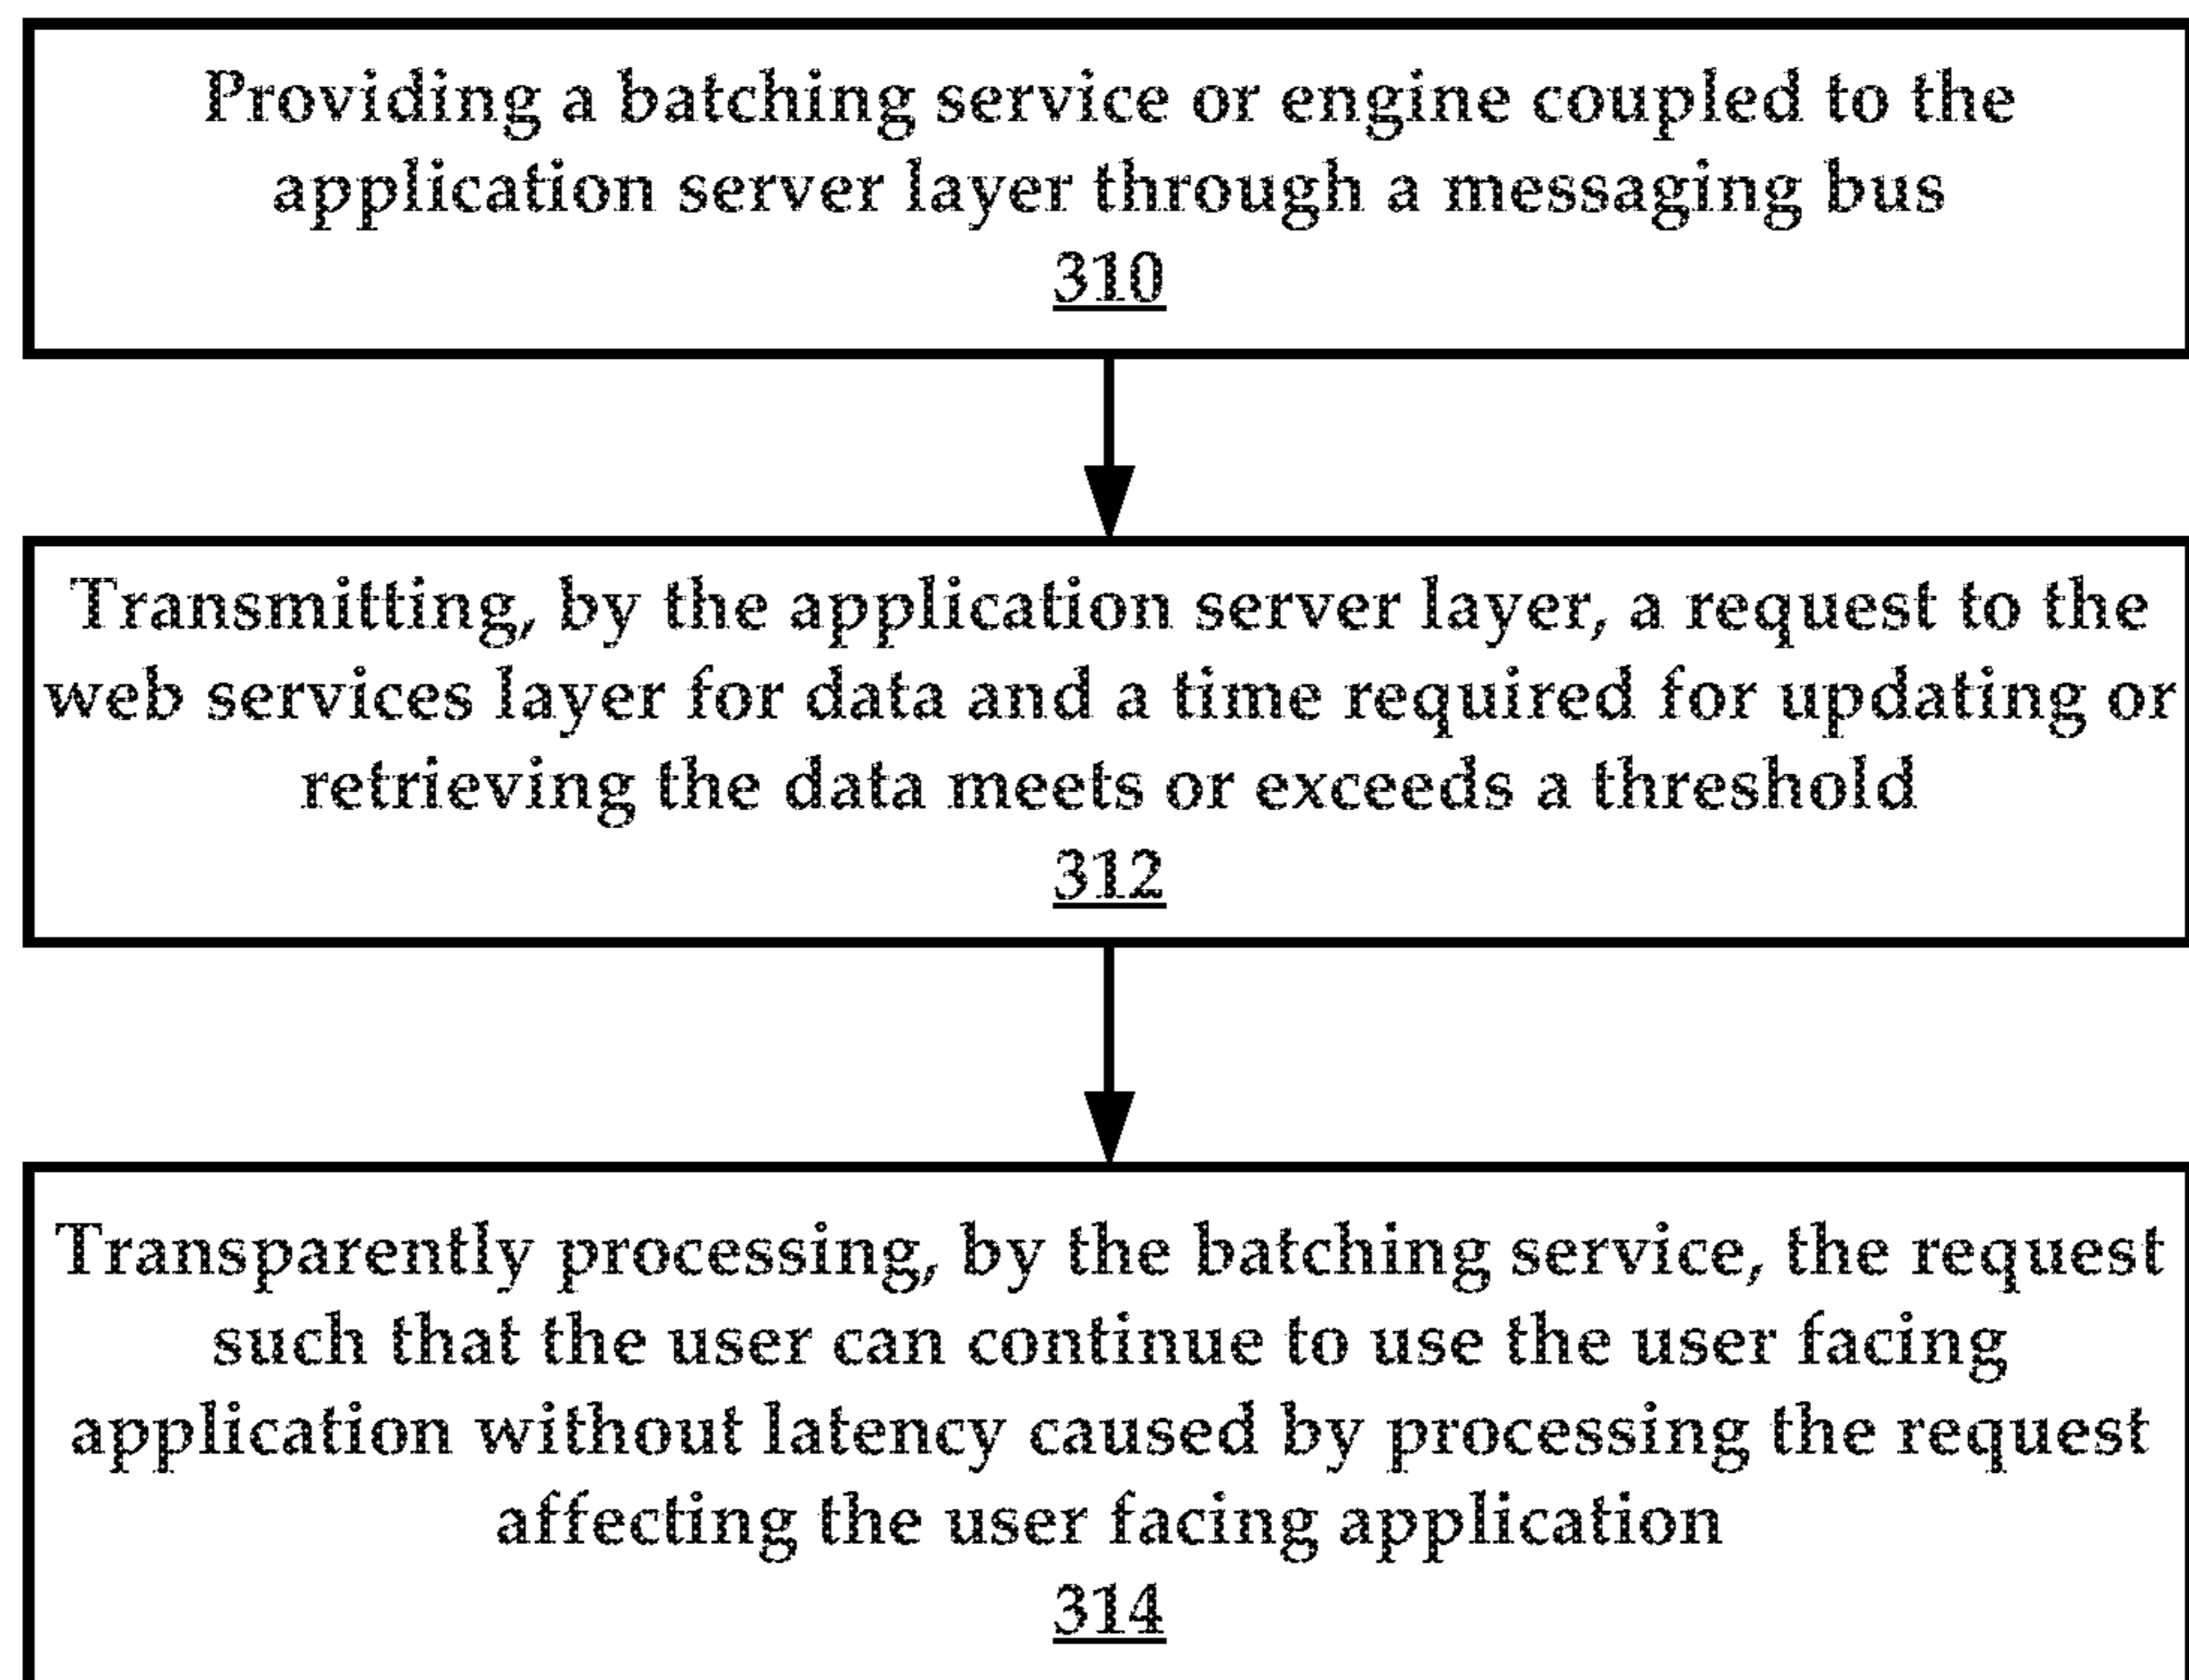 Providing a batching service or engine coupled to the
application server layer through a messaging bus
310
Transmitting, by the application server layer, a request to the
web services layer for data and a time required for updating or
retrieving the data meets or exceeds a threshold
312
Transparently processing, by the batching service, the request
such that the user can continue to use the user facing
application without latency caused by processing the request
affecting the user facing application
314